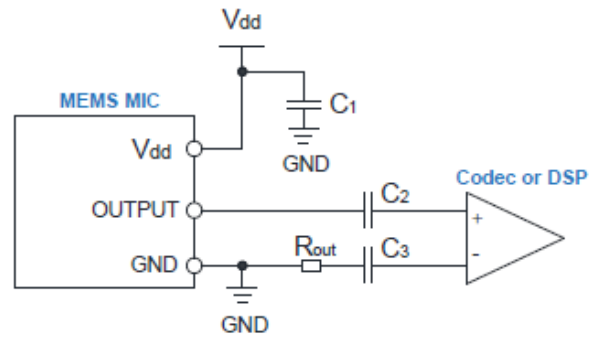 Vdd
MEMS MIC
C1
Vdd
GND
Codec or DSP
OUTPUT
C2
+
GND
Rout
C3
-
GND